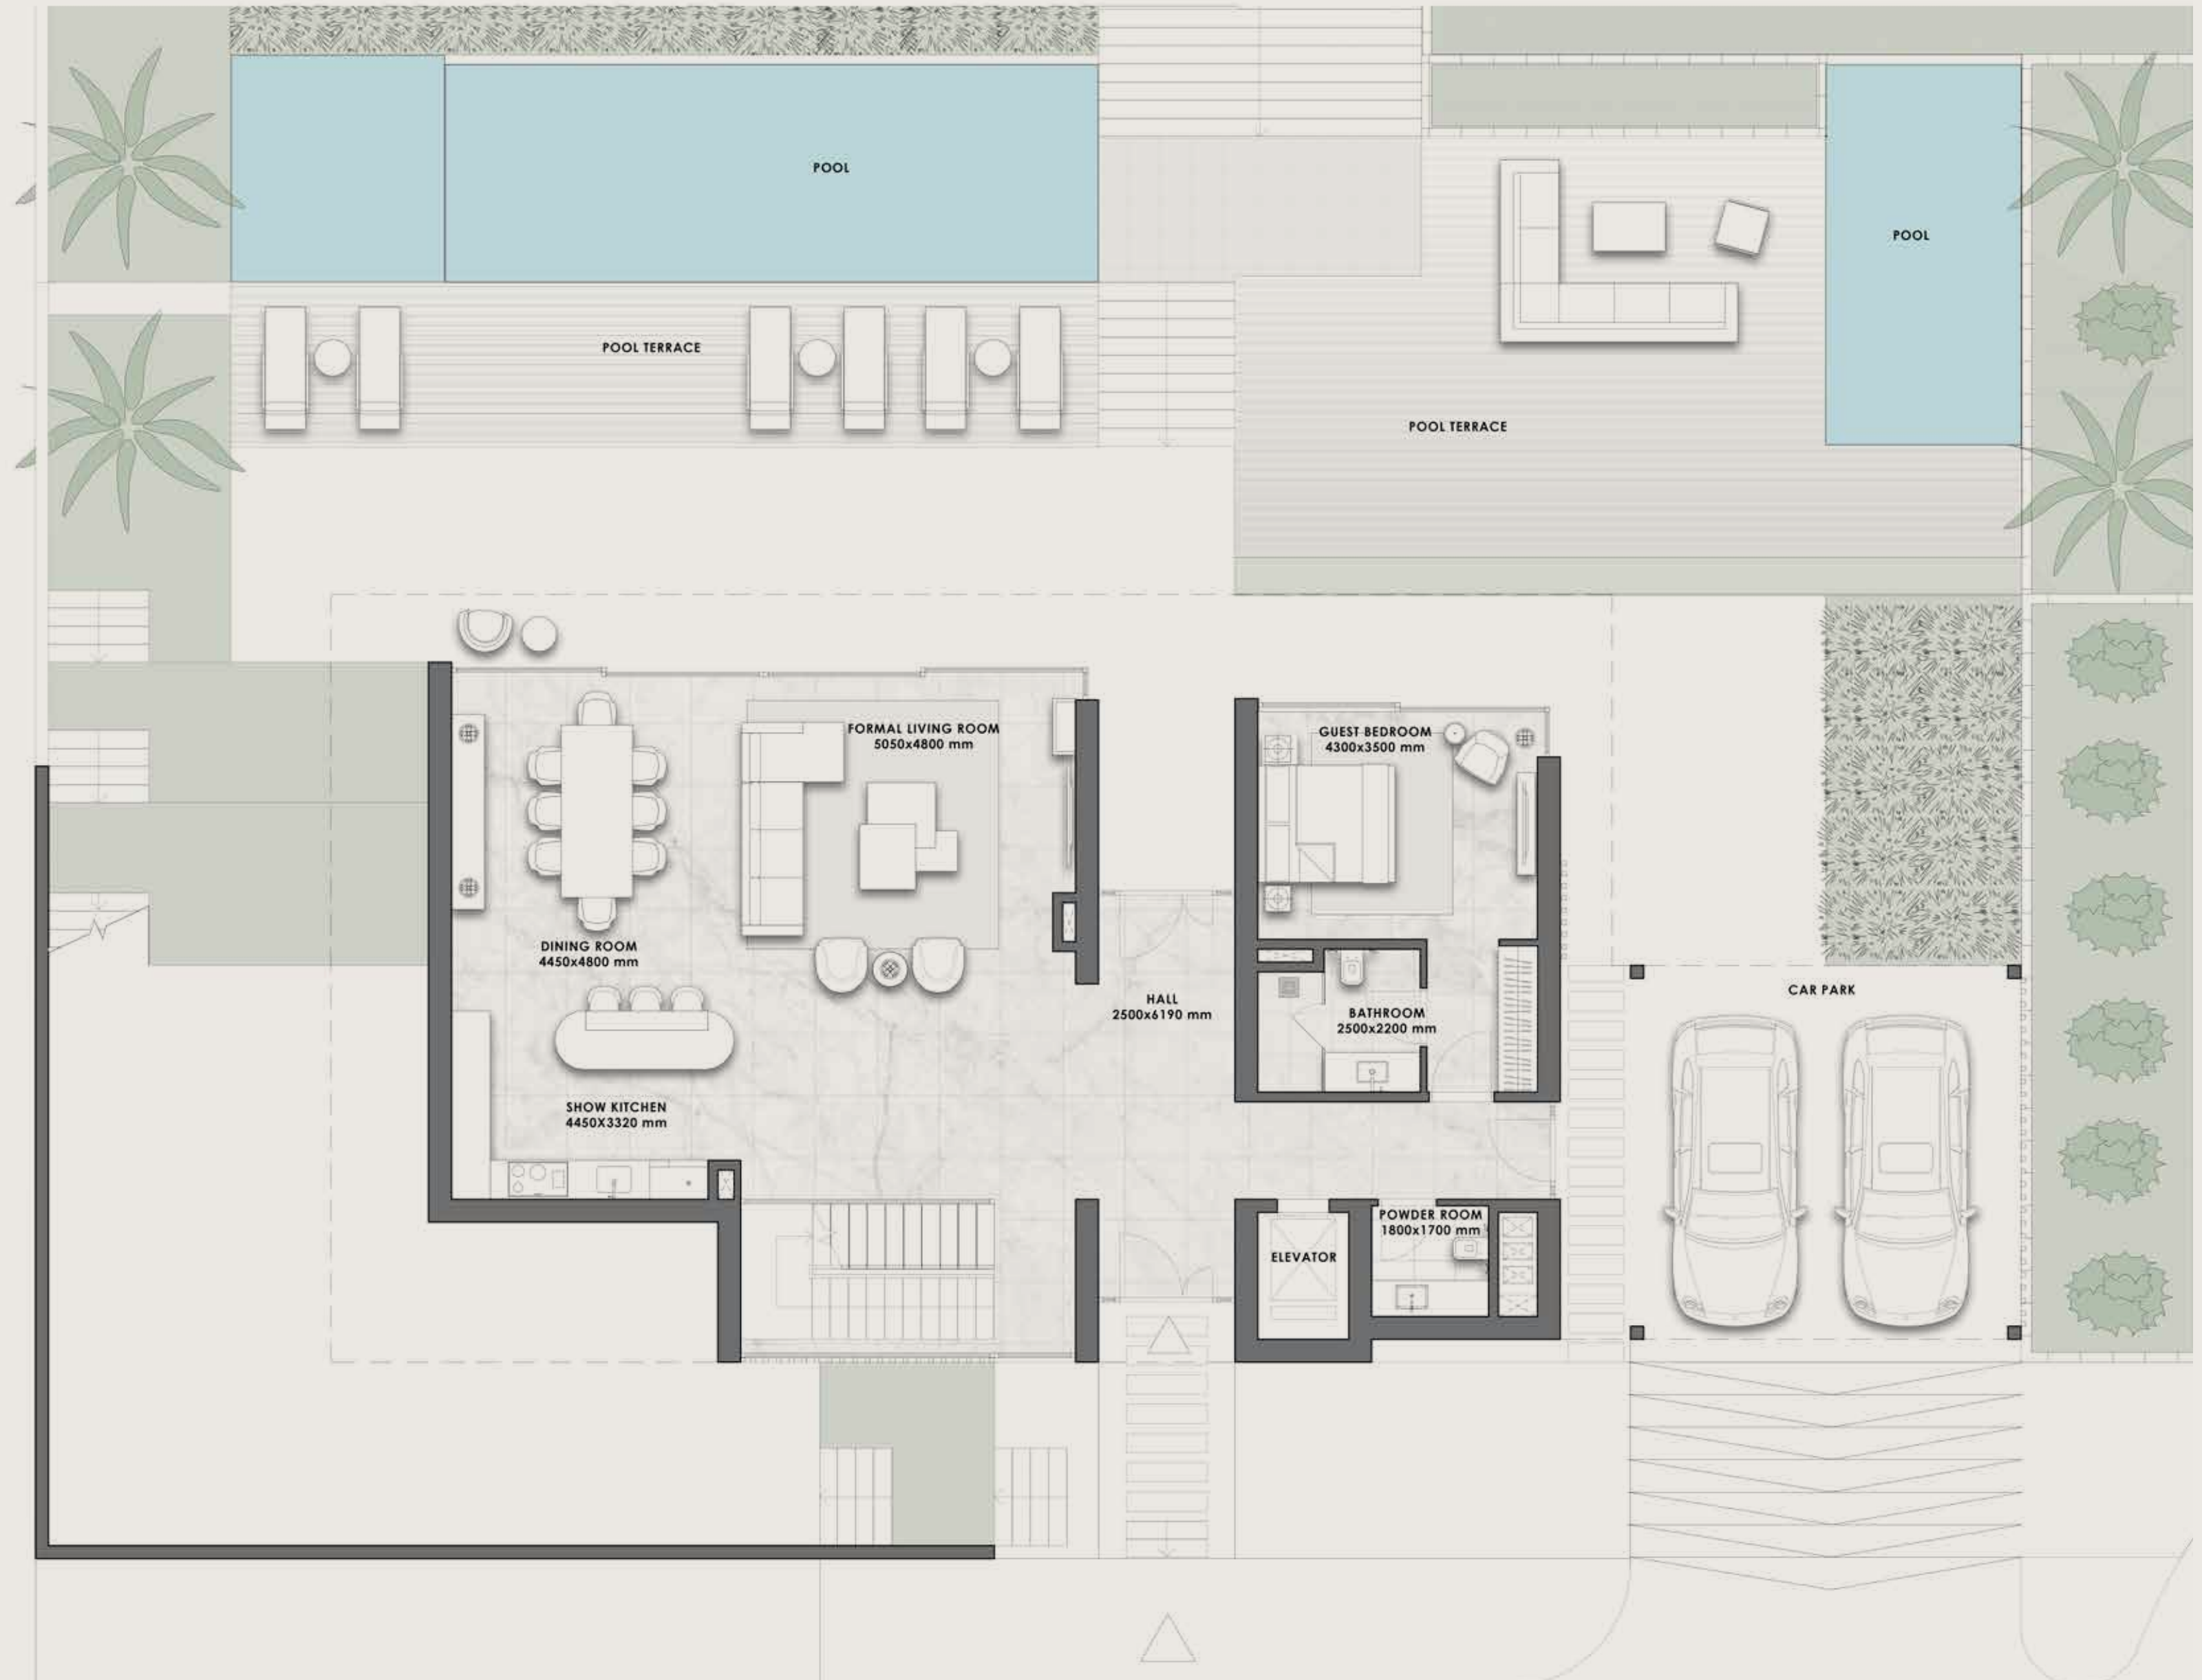 POOL
POOL
POOL TERRACE
POOL TERRACE
FORMAL LIVING ROOM
5050x4800 mm
GUEST BEDROOM
4300x3500 mm
DINING ROOM
4450x4800 mm
HALL
2500x6190 mm
BATHROOM
2500x2200 mm
CAR PARK
SHOW KITCHEN
4450X3320 mm
POWDER ROOM
1800x1700 mm
ELEVATOR